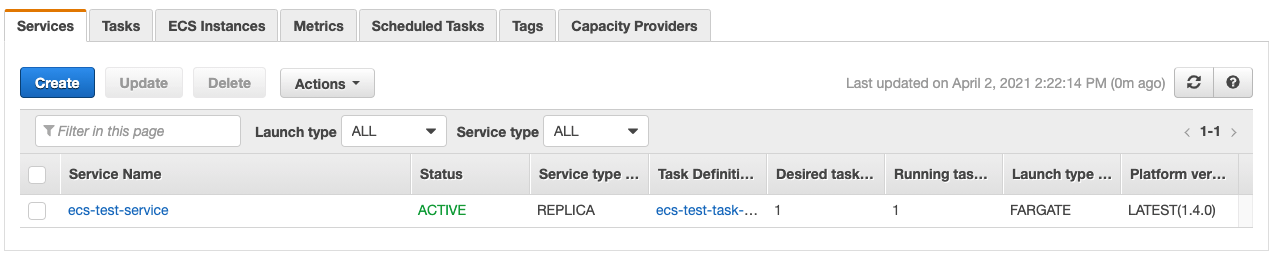 Services Tasks ECS Instances Metrics Scheduled Tasks Tags Capacity Providers
Create Update Delete Actions Last updated on April 2, 2021 2:22:14 PM (0m ago)
Filter in this page Launch type ALL Service type ALL 1-1
Service Name Status Service type ... Task Definiti... Desired task... Running tas... Launch type ... Platform ver...
ecs-test-service ACTIVE REPLICA ecs-test-task-... 1 1 FARGATE LATEST(1.4.0)